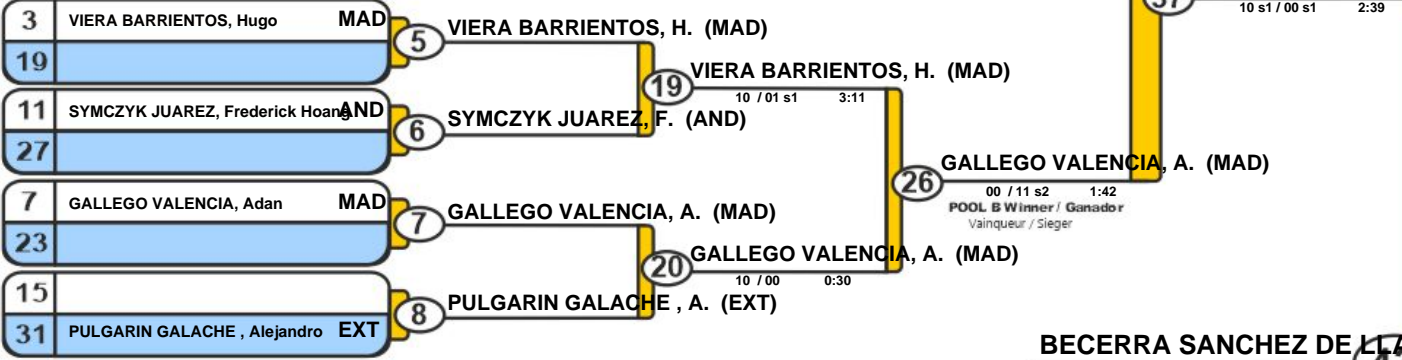 37
10 s1 / 00 s1 2:39
3 VIERA BARRIENTOS, Hugo MAD
19
5 VIERA BARRIENTOS, H. (MAD)
19 VIERA BARRIENTOS, H. (MAD)
10 / 01 s1 3:11
11 SYMCZYK JUAREZ, Frederick Hoang AND
27
6 SYMCZYK JUAREZ, F. (AND)
26 GALLEGO VALENCIA, A. (MAD)
00 / 11 s2 1:42
POOL B Winner / Ganador
Vainqueur / Sieger
7 GALLEGO VALENCIA, Adan MAD
23
7 GALLEGO VALENCIA, A. (MAD)
20 GALLEGO VALENCIA, A. (MAD)
10 / 00 0:30
15
31 PULGARIN GALACHE , Alejandro EXT
8 PULGARIN GALACHE , A. (EXT)
BECERRA SANCHEZ DE